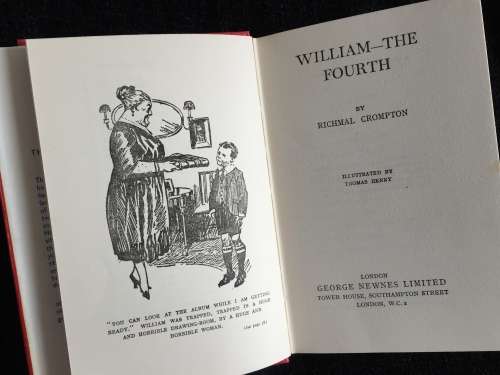 "YOU CAN LOOK AT THE ALBUM WHILE I AM GETTING
READY." WILLIAM WAS TRAPPED, TRAPPED IN A HUGE
AND HORRIBLE DRAWING-ROOM, BY A HUGE AND
HORRIBLE WOMAN.
WILLIAM—THE
FOURTH
BY
RICHMAL CROMPTON
ILLUSTRATED BY
THOMAS HENRY
LONDON
GEORGE NEWNES LIMITED
TOWER HOUSE, SOUTHAMPTON STREET
LONDON, W.C.2